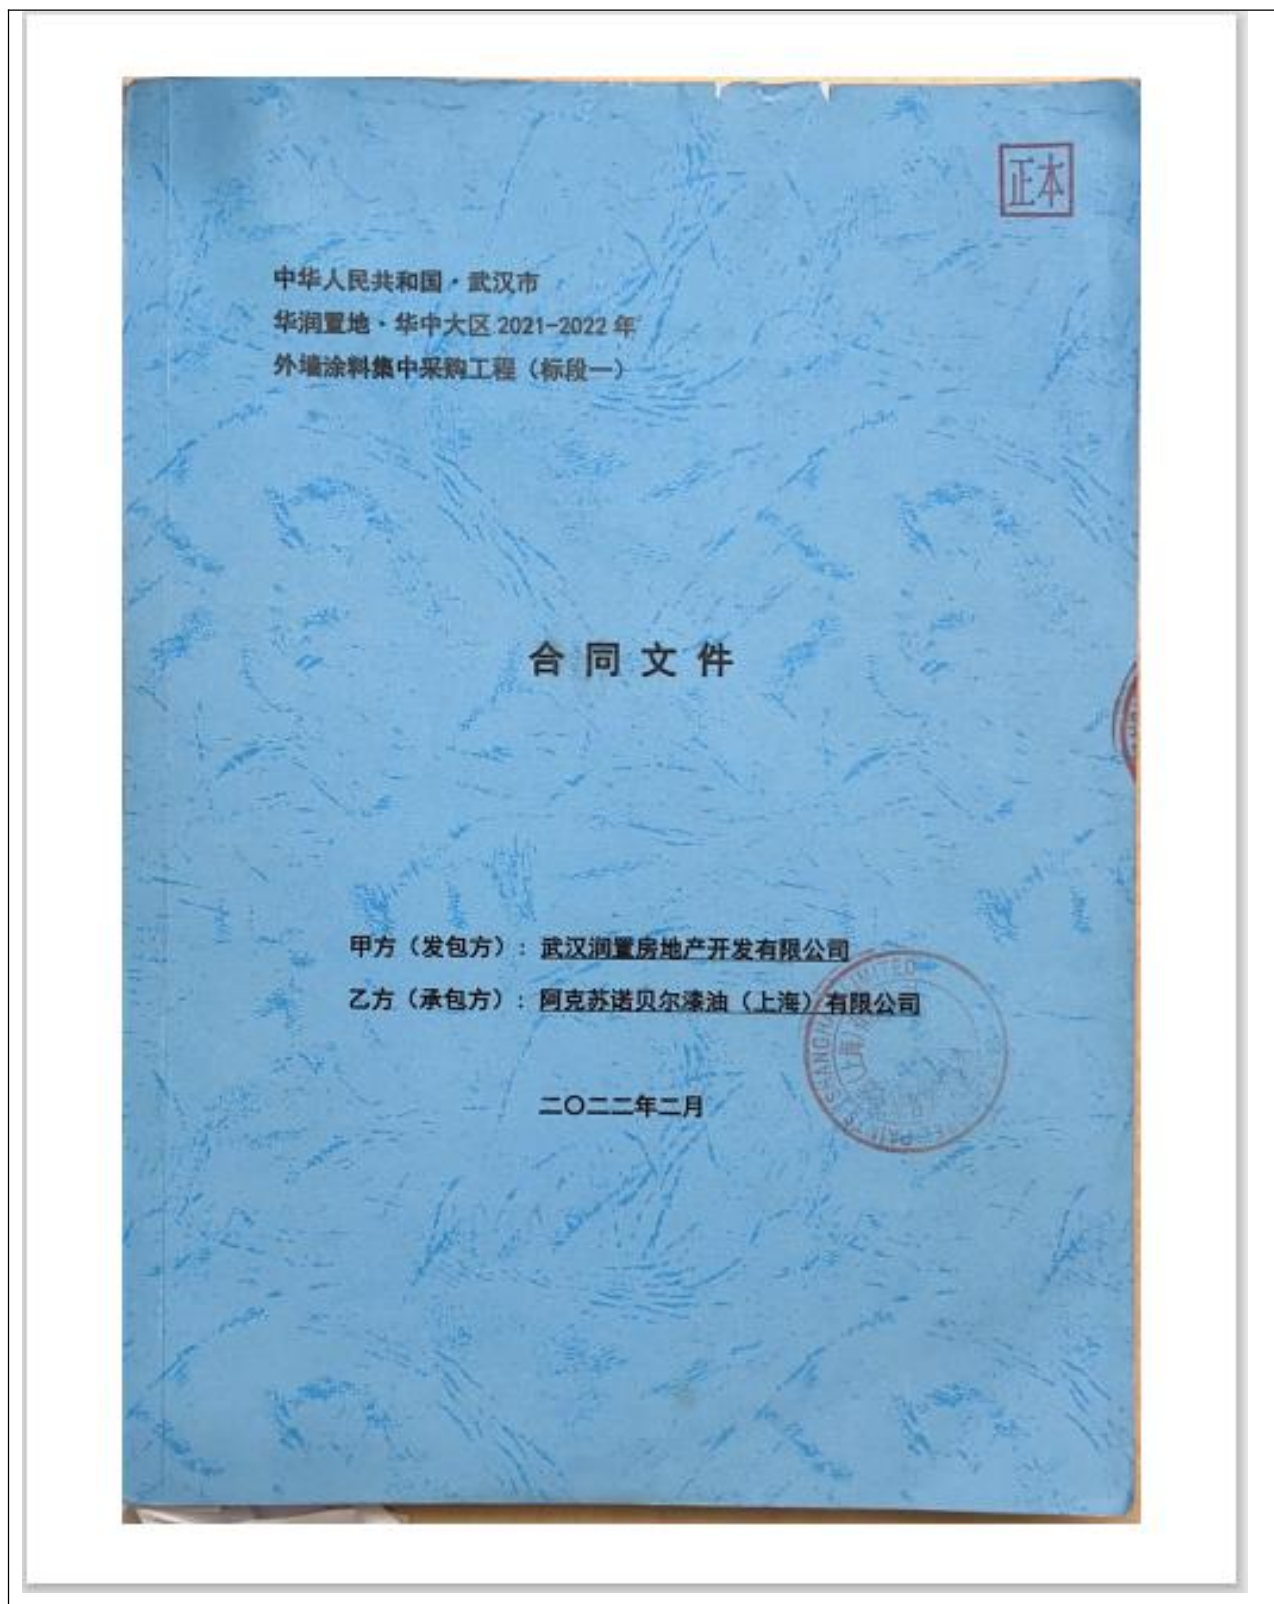 正本
中华人民共和国·武汉市
华润置地·华中大区 2021-2022 年
外墙涂料集中采购工程（标段一）
合同文件
甲方（发包方）：武汉润置房地产开发有限公司
乙方（承包方）：阿克苏诺贝尔漆油（上海）有限公司
二〇二二年二月